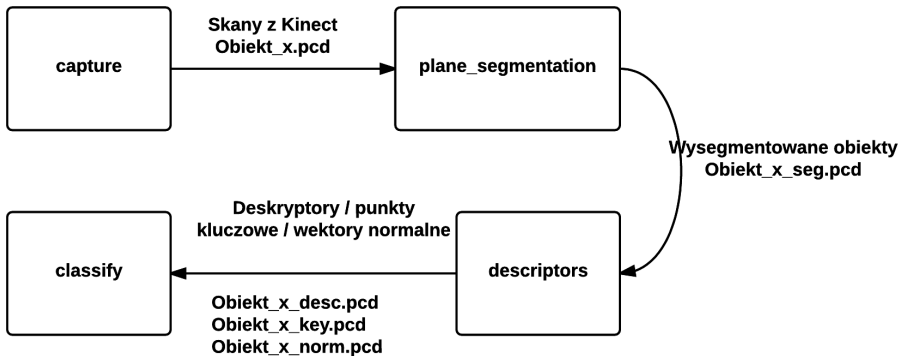 Skany z Kinect
Obiekt_x.pcd
capture
plane_segmentation
Wysegmentowane obiekty
Obiekt_x_seg.pcd
Deskryptory / punkty
kluczowe / wektory normalne
classify
descriptors
Obiekt_x_desc.pcd
Obiekt_x_key.pcd
Obiekt_x_norm.pcd